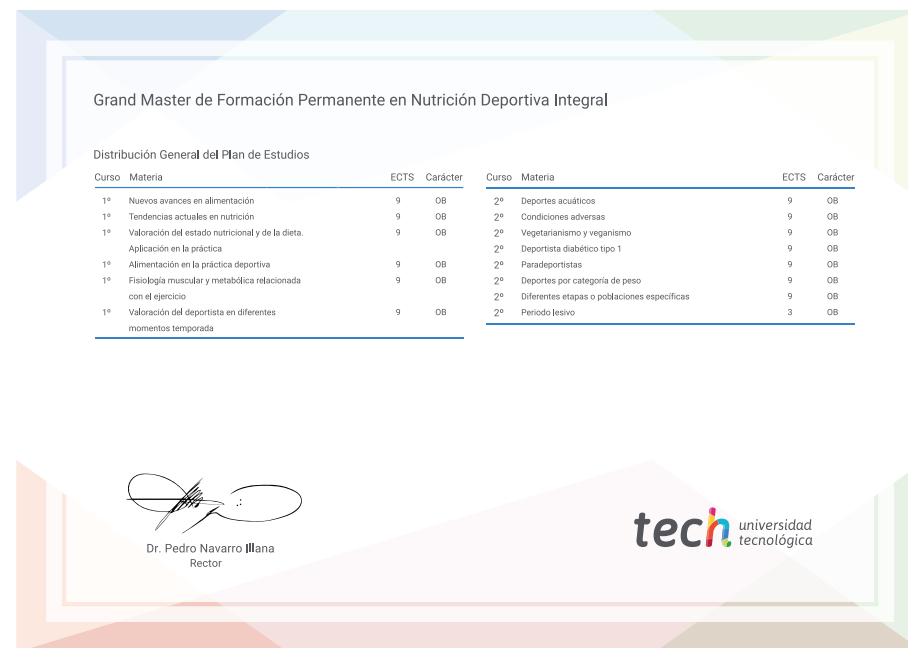 Grand Master de Formación Permanente en Nutrición Deportiva Integral
Distribución General del Plan de Estudios
Curso Materia ECTS Carácter
1º Nuevos avances en alimentación 9 OB
1º Tendencias actuales en nutrición 9 OB
1º Valoración del estado nutricional y de la dieta. 9 OB
Aplicación en la práctica
1º Alimentación en la práctica deportiva 9 OB
1º Fisiología muscular y metabólica relacionada 9 OB
con el ejercicio
1º Valoración del deportista en diferentes 9 OB
momentos temporada
Curso Materia ECTS Carácter
2º Deportes acuáticos 9 OB
2º Condiciones adversas 9 OB
2º Vegetarianismo y veganismo 9 OB
2º Deportista diabético tipo 1 9 OB
2º Paradeportistas 9 OB
2º Deportes por categoría de peso 9 OB
2º Diferentes etapas o poblaciones específicas 9 OB
2º Periodo lesivo 3 OB
Dr. Pedro Navarro Illana
Rector
tech universidad
tecnológica